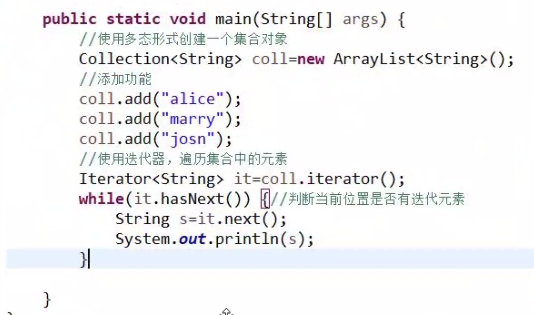 public static void main(String[] args) {
//使用多态形式创建一个集合对象
Collection<String> coll=new ArrayList<String>();
//添加功能
coll.add("alice");
coll.add("marry");
coll.add("josn");
//使用迭代器，遍历集合中的元素
Iterator<String> it=coll.iterator();
while(it.hasNext()) {//判断当前位置是否有迭代元素
String s=it.next();
System.out.println(s);
}
}